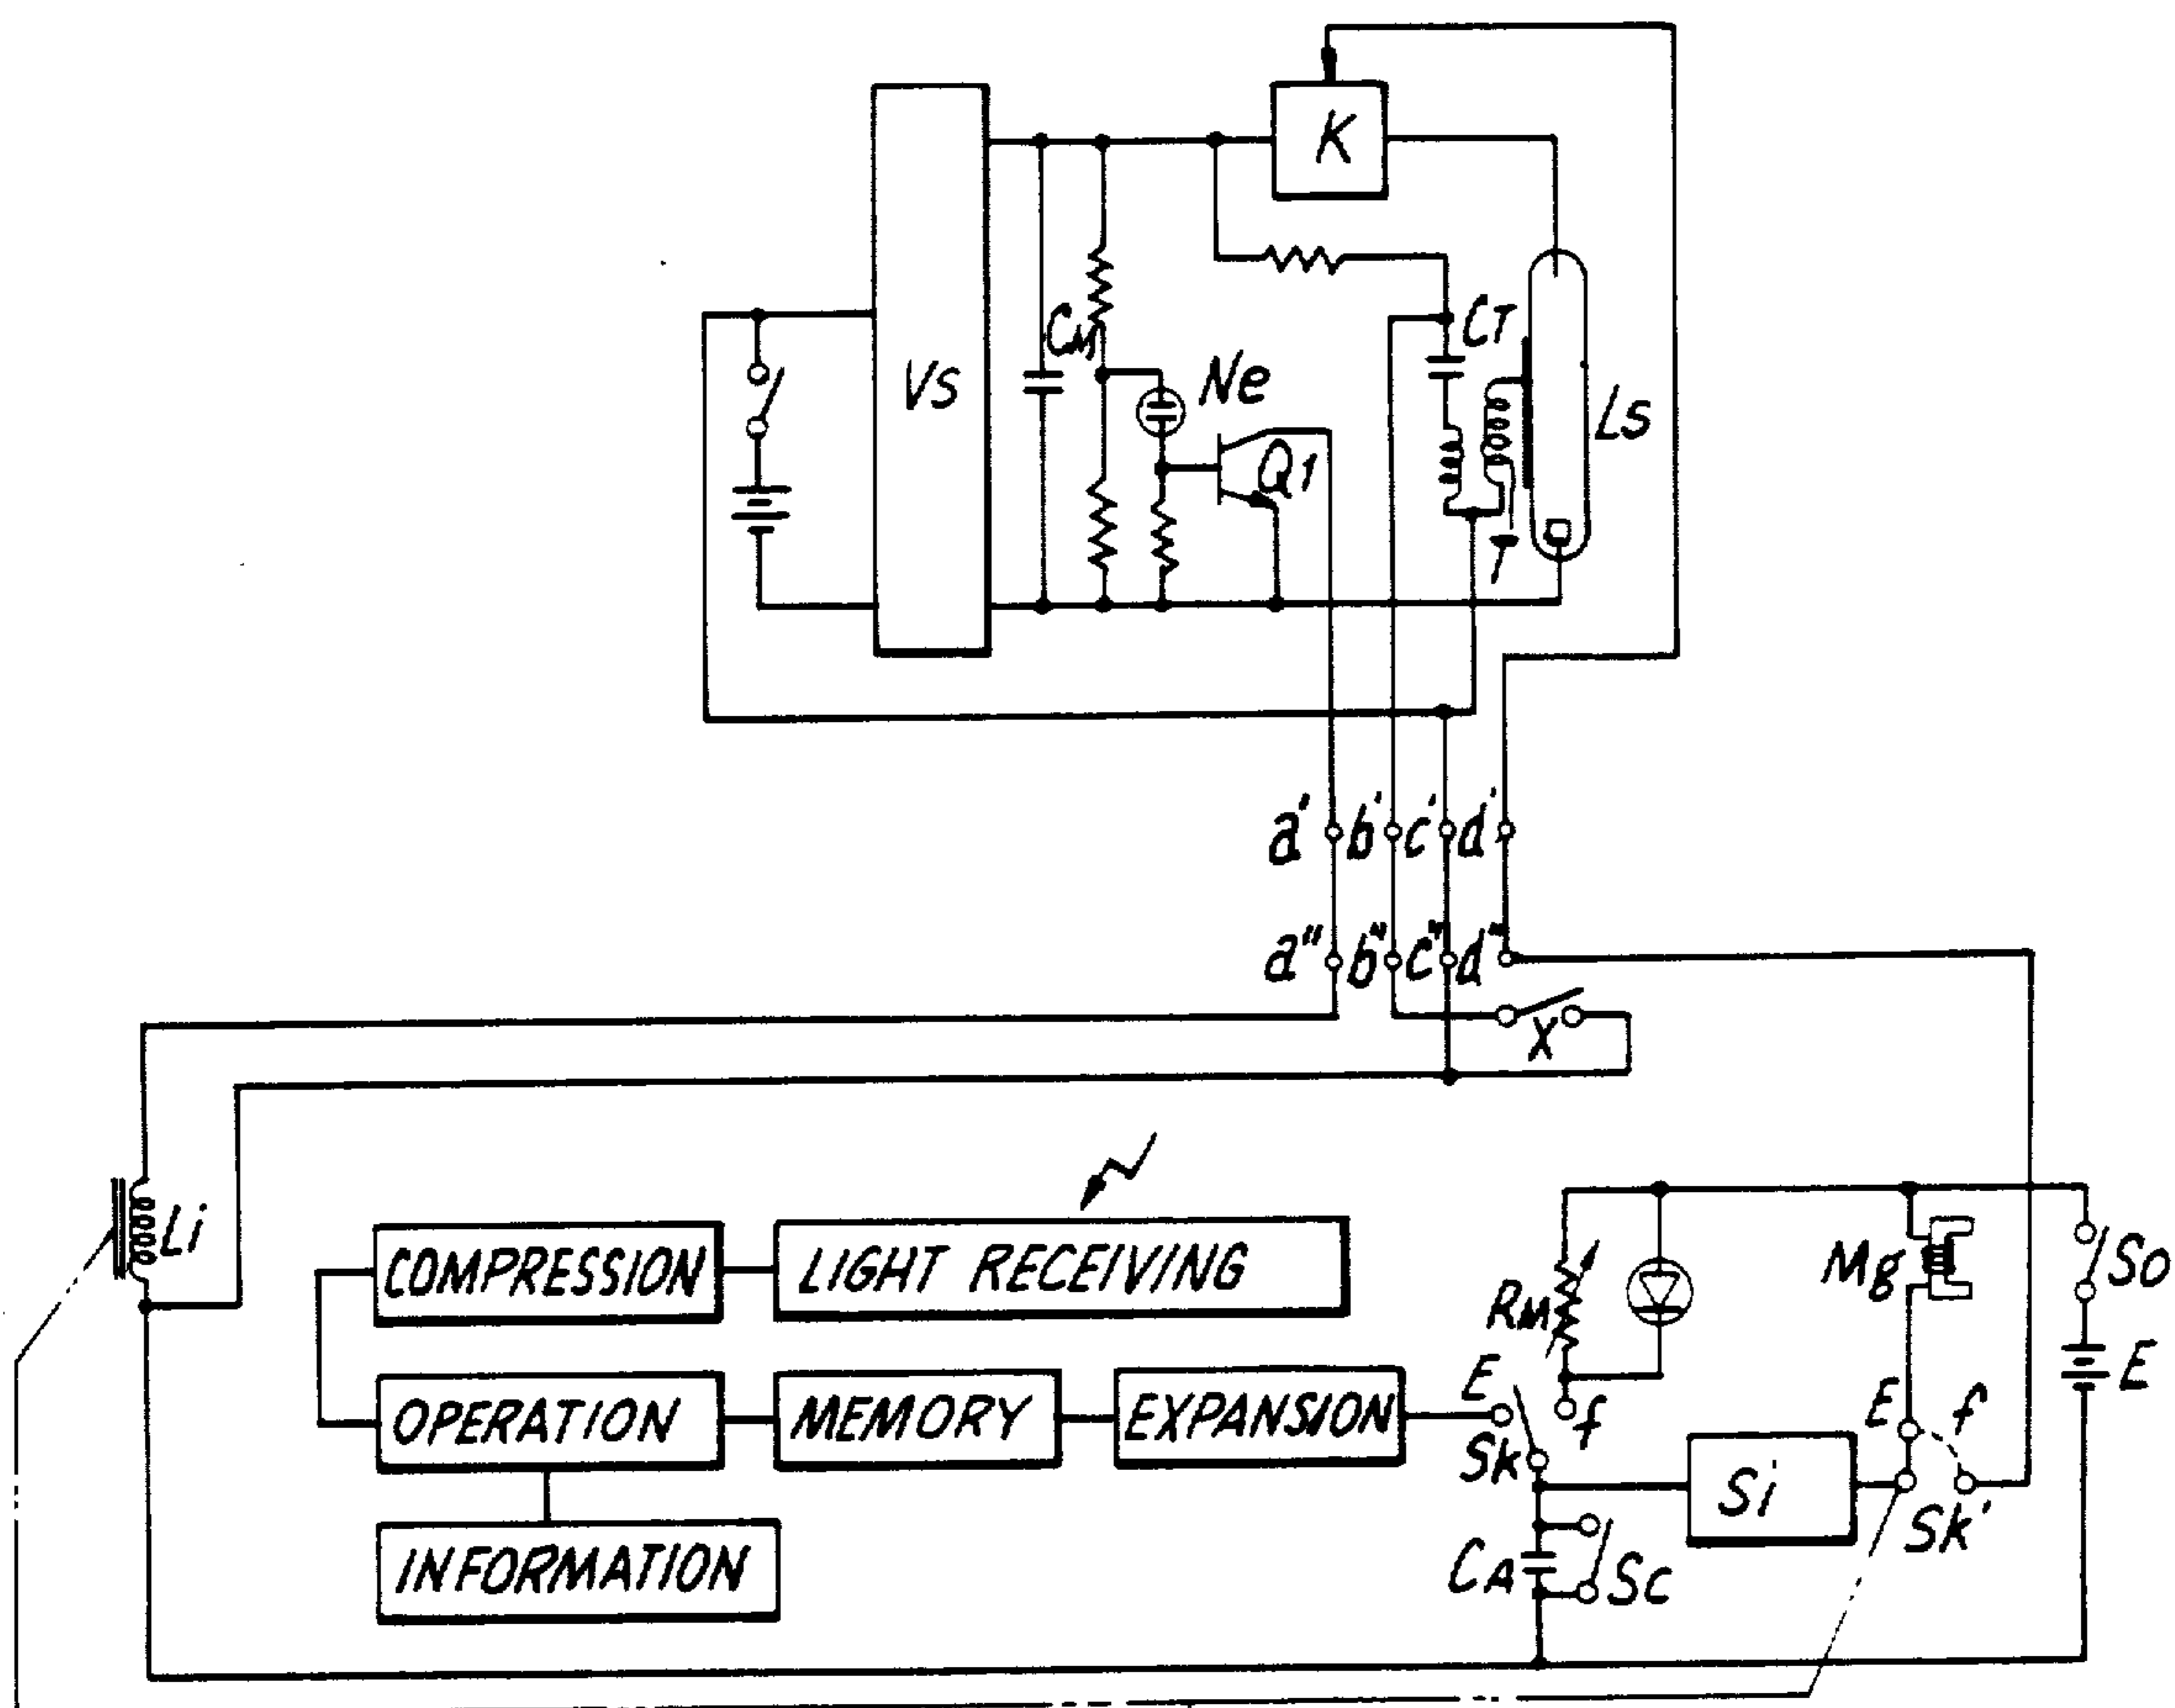 K
CM
CT
VS
Ne
LS
Q1
T
a' b' c' d'
a" b" c" d"
X
Li
COMPRESSION
LIGHT RECEIVING
Mg
So
RM
E
E
E
f
f
OPERATION
MEMORY
EXPANSION
SK
Si
SK'
INFORMATION
CA
SC